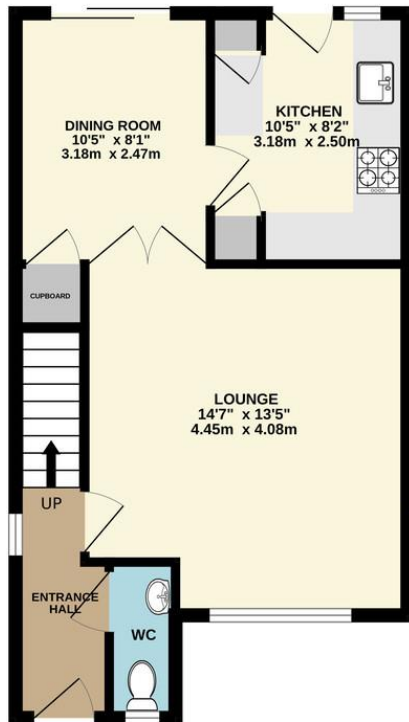 DINING ROOM
10'5" x 8'1"
3.18m x 2.47m
KITCHEN
10'5" x 8'2"
3.18m x 2.50m
CUPBOARD
LOUNGE
14'7" x 13'5"
4.45m x 4.08m
UP
ENTRANCE
HALL
WC